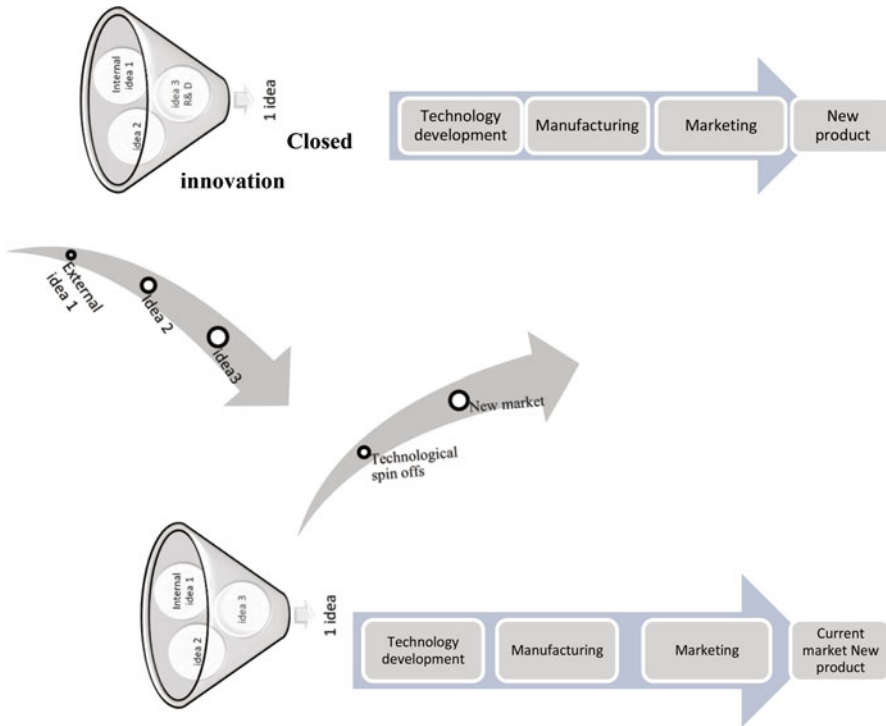 Internal
idea 1
idea 2
idea 3
R& D
1 idea
Closed
innovation
Technology
development
Manufacturing
Marketing
New
product
External
idea 1
Idea 2
idea3
New market
Technological
spin offs
Internal
idea 1
idea 2
idea 3
1 idea
Technology
development
Manufacturing
Marketing
Current
market New
product